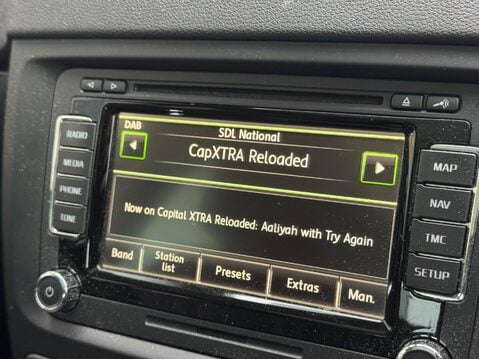 DAB
SDL National
CapXTRA Reloaded
Now on Capital XTRA Reloaded: Aaliyah with Try Again
Band
Station
list
Presets
Extras
Man.
RADIO
MEDIA
PHONE
TONE
MAP
NAV
TMC
SETUP